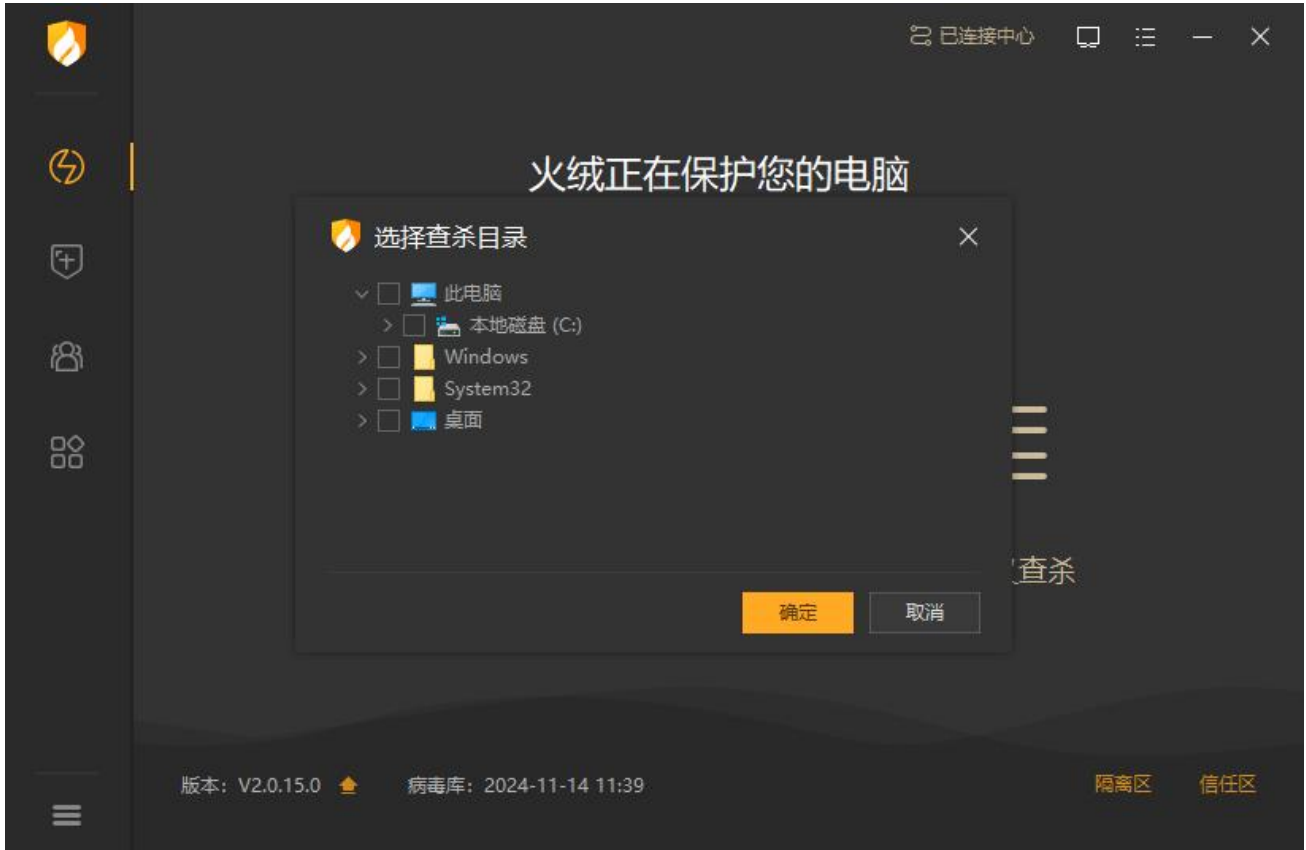 已连接中心
火绒正在保护您的电脑
选择查杀目录
此电脑
本地磁盘 (C:)
Windows
System32
桌面
查杀
确定
取消
版本：V2.0.15.0
病毒库：2024-11-14 11:39
隔离区
信任区